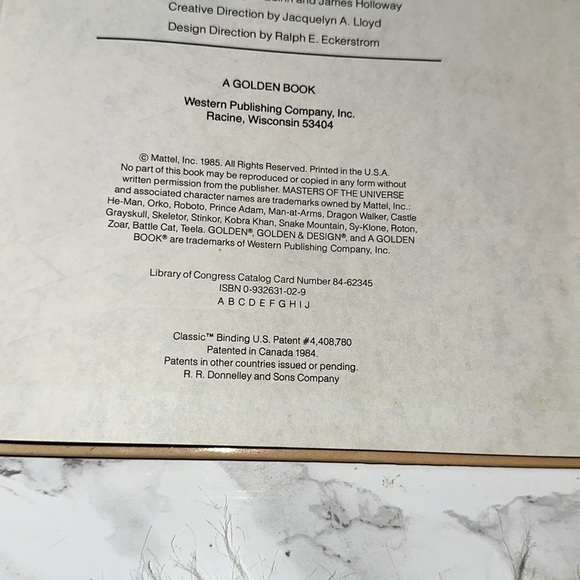 and James Holloway
Creative Direction by Jacquelyn A. Lloyd
Design Direction by Ralph E. Eckerstrom
A GOLDEN BOOK
Western Publishing Company, Inc.
Racine, Wisconsin 53404
© Mattel, Inc. 1985. All Rights Reserved. Printed in the U.S.A.
No part of this book may be reproduced or copied in any form without
written permission from the publisher. MASTERS OF THE UNIVERSE
and associated character names are trademarks owned by Mattel, Inc.:
He-Man, Orko, Roboto, Prince Adam, Man-at-Arms, Dragon Walker, Castle
Grayskull, Skeletor, Stinkor, Kobra Khan, Snake Mountain, Sy-Klone, Roton,
Zoar, Battle Cat, Teela. GOLDEN®, GOLDEN & DESIGN®, and A GOLDEN
BOOK® are trademarks of Western Publishing Company, Inc.
Library of Congress Catalog Card Number 84-62345
ISBN 0-932631-02-9
A B C D E F G H I J
Classic™ Binding U.S. Patent #4,408,780
Patented in Canada 1984.
Patents in other countries issued or pending.
R. R. Donnelley and Sons Company